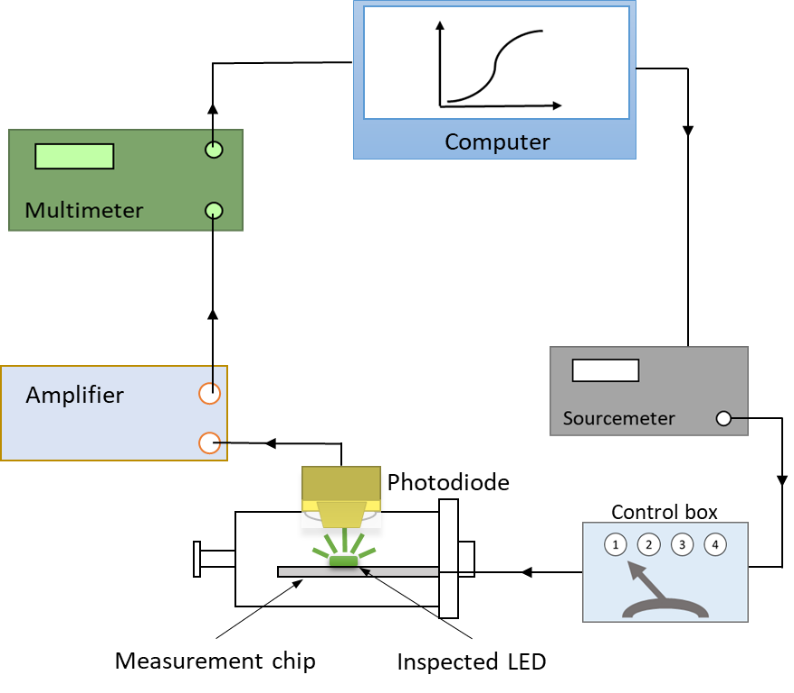 Computer
Multimeter
Amplifier
Sourcemeter
Photodiode
Control box
1 2 3 4
Measurement chip
Inspected LED